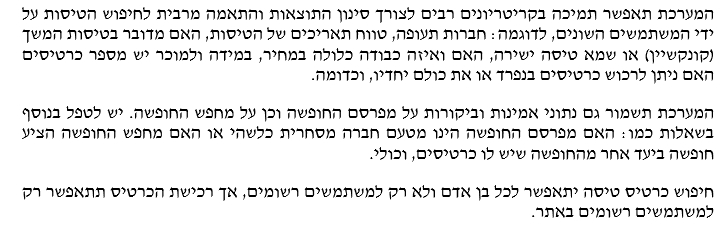 המערכת תאפשר תמיכה בקריטריונים רבים לצורך סינון התוצאות והתאמה מרבית לחיפוש הטיסות על
ידי המשתמשים השונים, לדוגמה: חברות תעופה, טווח תאריכים של הטיסות, האם מדובר בטיסות המשך
(קונקשיין) או שמא טיסה ישירה, האם ואיזה כבודה כלולה במחיר, במידה ולמוכר יש מספר כרטיסים
האם ניתן לרכוש כרטיסים בנפרד או את כולם יחדיו, וכדומה.
המערכת תשמור גם נתוני אמינות וביקורות על מפרסם החופשה וכן על מחפש החופשה. יש לטפל בנוסף
בשאלות כמו: האם מפרסם החופשה הינו מטעם חברה מסחרית כלשהי או האם מחפש החופשה הציע
חופשה ביעד אחר מהחופשה שיש לו כרטיסים, וכולי.
חיפוש כרטיס טיסה יתאפשר לכל בן אדם ולא רק למשתמשים רשומים, אך רכישת הכרטיס תתאפשר רק
למשתמשים רשומים באתר.